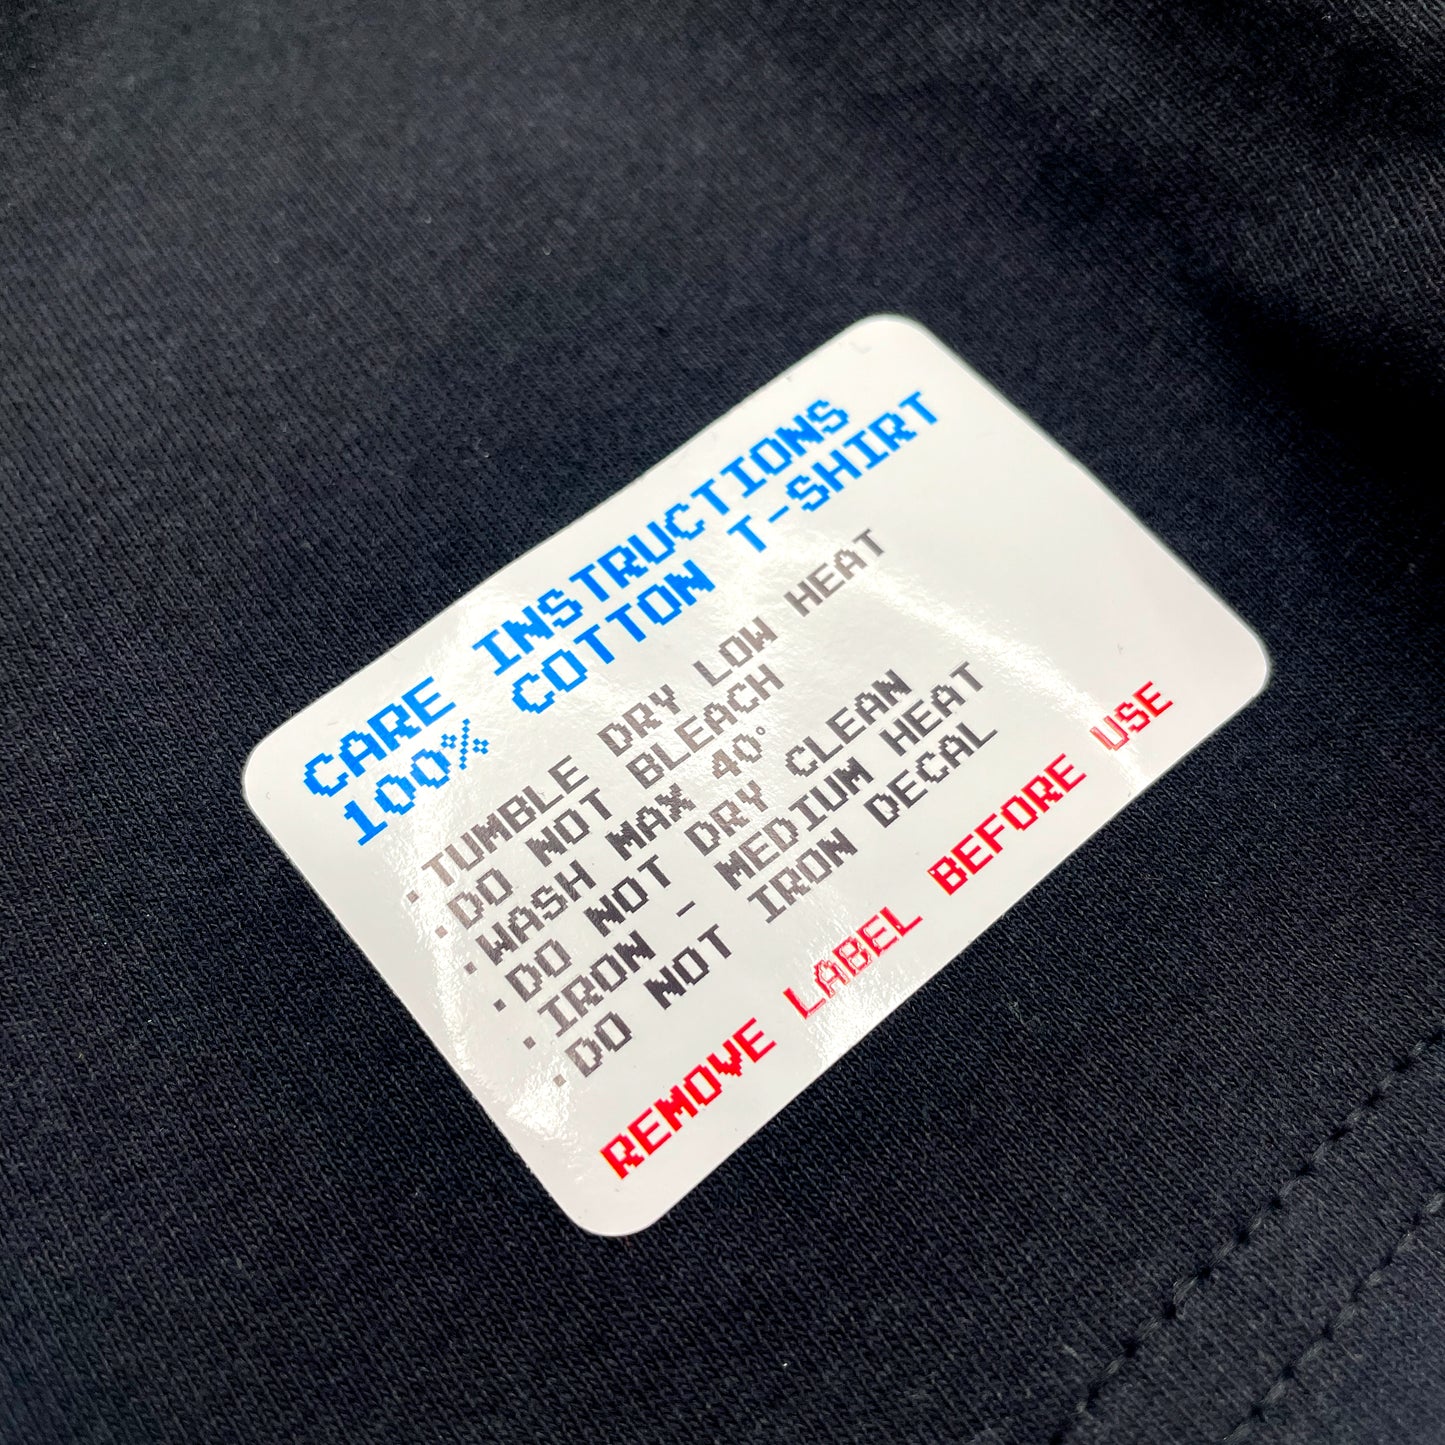 CARE INSTRUCTIONS
100% COTTON T-SHIRT
·TUMBLE DRY LOW HEAT
·DO NOT BLEACH
·WASH MAX 40°
·DO NOT DRY CLEAN
·IRON - MEDIUM HEAT
·DO NOT IRON DECAL
REMOVE LABEL BEFORE USE